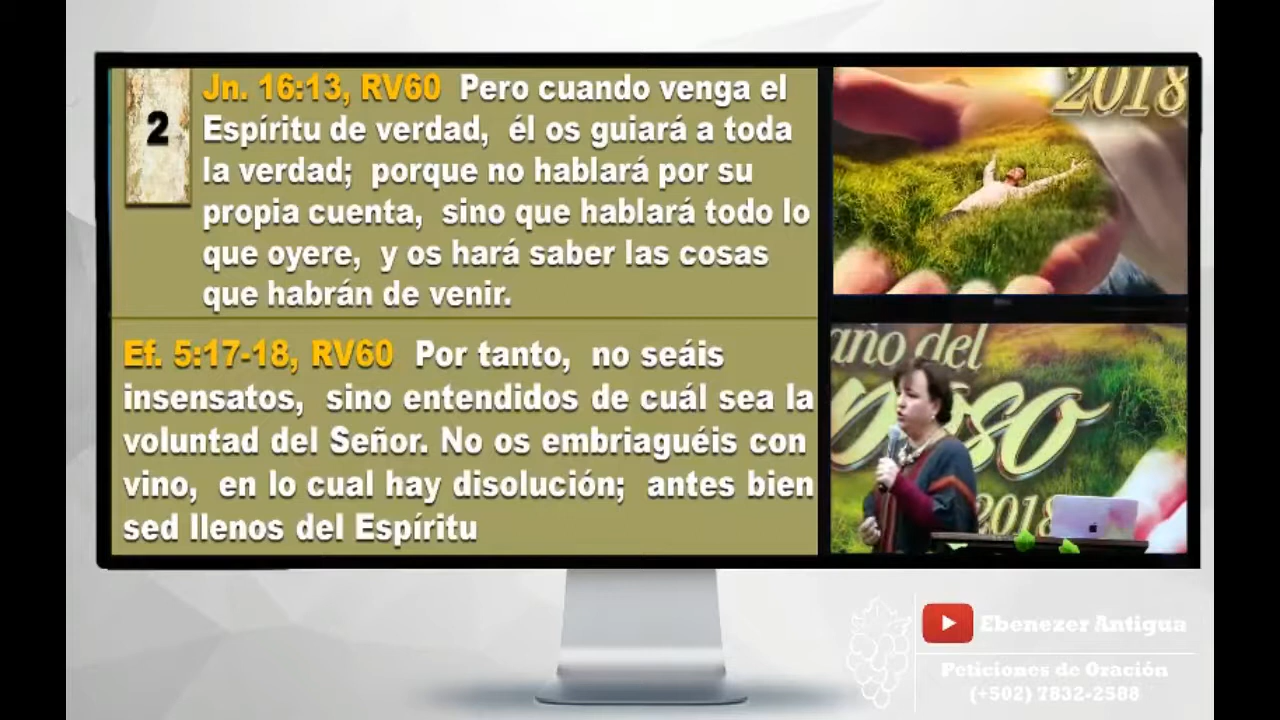 2
Jn. 16:13, RV60 Pero cuando venga el
Espíritu de verdad, él os guiará a toda
la verdad; porque no hablará por su
propia cuenta, sino que hablará todo lo
que oyere, y os hará saber las cosas
que habrán de venir.
Ef. 5:17-18, RV60 Por tanto, no seáis
insensatos, sino entendidos de cuál sea la
voluntad del Señor. No os embriaguéis con
vino, en lo cual hay disolución; antes bien
sed llenos del Espíritu
2018
año del
2018
Ebenezer Antigua
Peticiones de Oración
(+502) 7832-2588